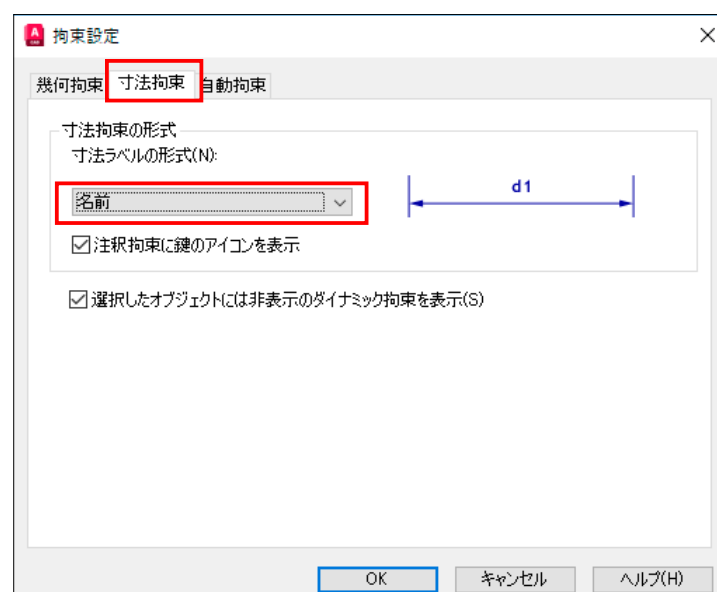 拘束設定
幾何拘束 寸法拘束 自動拘束
寸法拘束の形式
寸法ラベルの形式(N):
名前
d1
注釈拘束に鍵のアイコンを表示
選択したオブジェクトには非表示のダイナミック拘束を表示(S)
OK キャンセル ヘルプ(H)